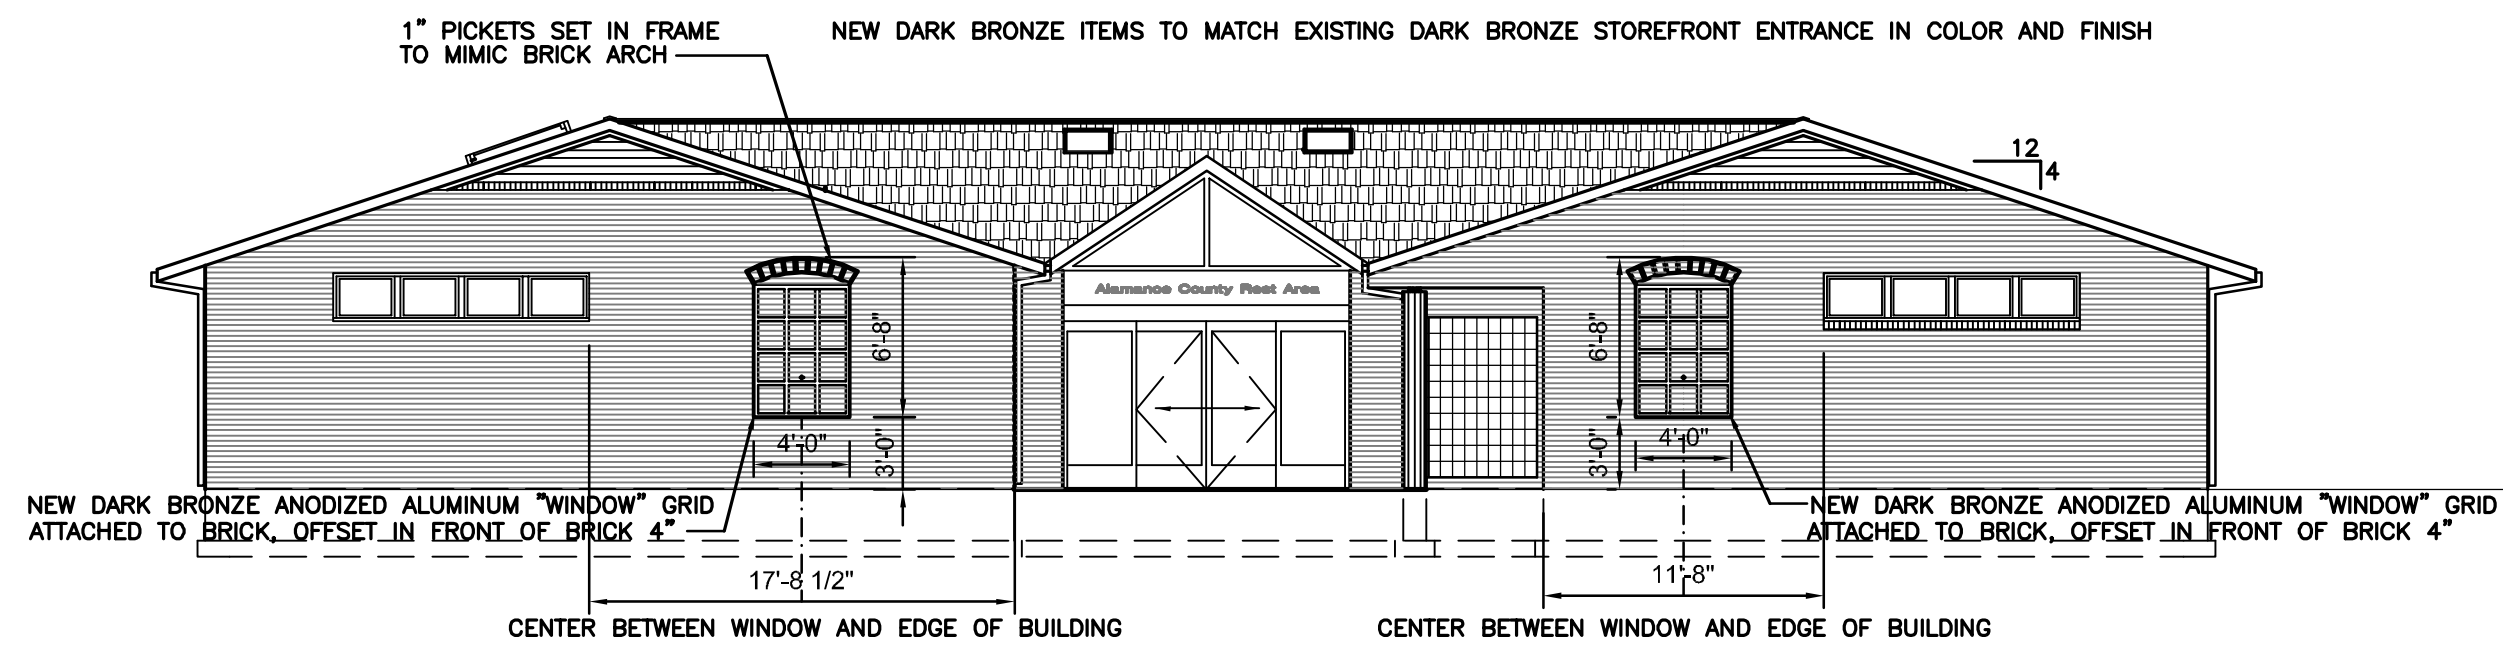 1" PICKETS SET IN FRAME
TO MIMIC BRICK ARCH
NEW DARK BRONZE ITEMS TO MATCH EXISTING DARK BRONZE STOREFRONT ENTRANCE IN COLOR AND FINISH
12
4
Alamance County Rest Area
6'-8"
6'-8"
4'-0"
3'-0"
4'-0"
3'-0"
NEW DARK BRONZE ANODIZED ALUMINUM "WINDOW" GRID
ATTACHED TO BRICK, OFFSET IN FRONT OF BRICK 4"
NEW DARK BRONZE ANODIZED ALUMINUM "WINDOW" GRID
ATTACHED TO BRICK, OFFSET IN FRONT OF BRICK 4"
17'-8 1/2"
11'-8"
CENTER BETWEEN WINDOW AND EDGE OF BUILDING
CENTER BETWEEN WINDOW AND EDGE OF BUILDING